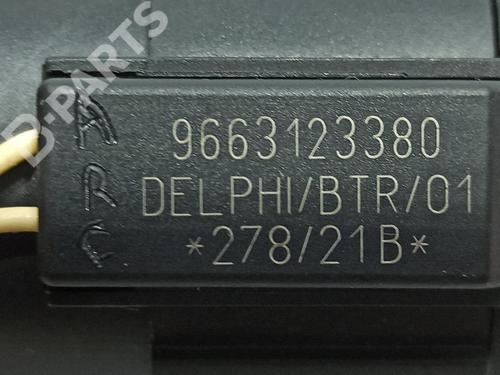 B-PARTS
A
R
C
9663123380
DELPHI/BTR/01
*278/21B*